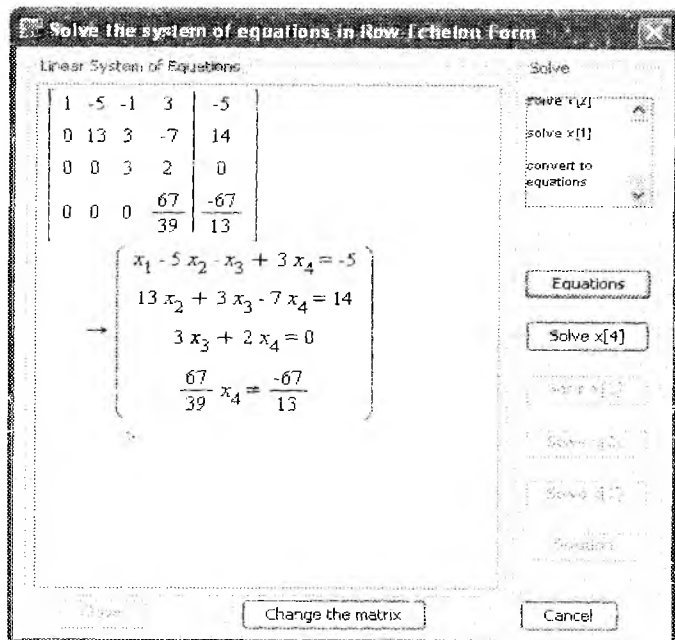 Solve the system of equations in Row-Echelon Form
Linear System of Equations
1 -5 -1 3 | -5
0 13 3 -7 | 14
0 0 3 2 | 0
0 0 0 67/39 | -67/13
→
x₁ - 5 x₂ - x₃ + 3 x₄ = -5
13 x₂ + 3 x₃ - 7 x₄ = 14
3 x₃ + 2 x₄ = 0
67/39 x₄ = -67/13
Solve
solve x[2]
solve x[1]
convert to
equations
Equations
Solve x[4]
Solution
Change the matrix
Cancel